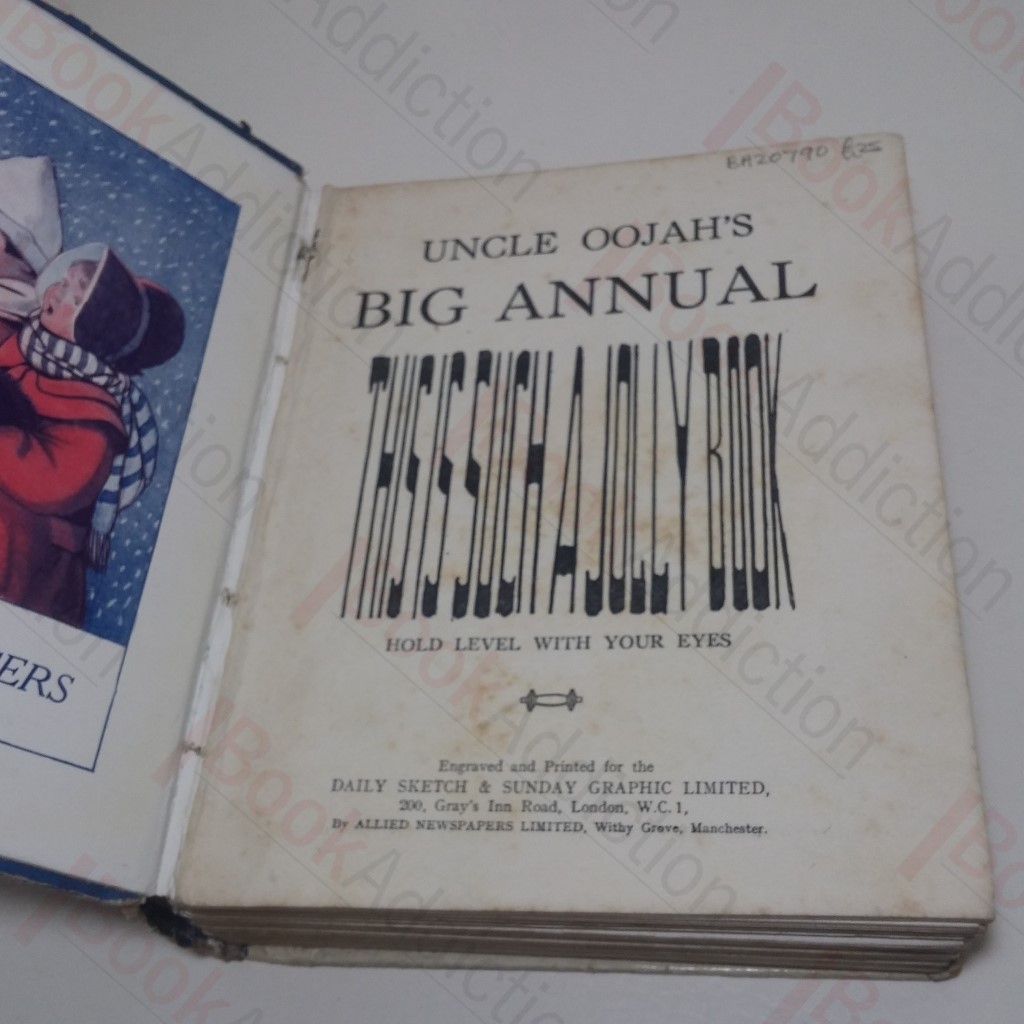 ERS
BA20790 £25
UNCLE OOJAH'S
BIG ANNUAL
THIS IS SUCH A JOLLY BOOK
HOLD LEVEL WITH YOUR EYES
Engraved and Printed for the
DAILY SKETCH & SUNDAY GRAPHIC LIMITED,
200, Gray's Inn Road, London, W.C.1,
By ALLIED NEWSPAPERS LIMITED, Withy Grove, Manchester.
BookAddiction